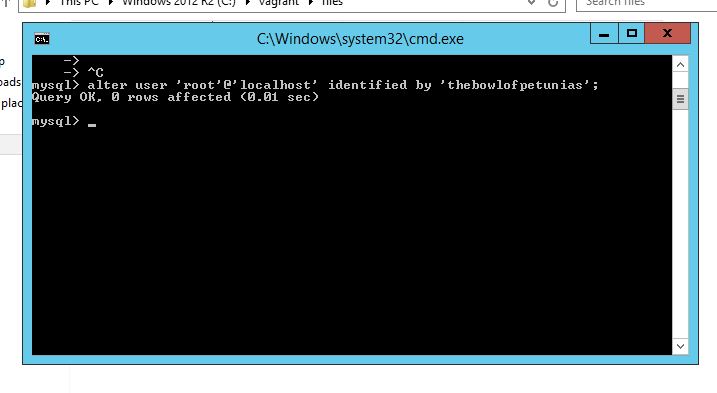 This PC Windows 2012 R2 (C:) vagrant files
Search files
C:\Windows\system32\cmd.exe
->
-> ^C
mysql> alter user 'root'@'localhost' identified by 'thebowlofpetunias';
Query OK, 0 rows affected (0.01 sec)
mysql> _
p
oads
plac